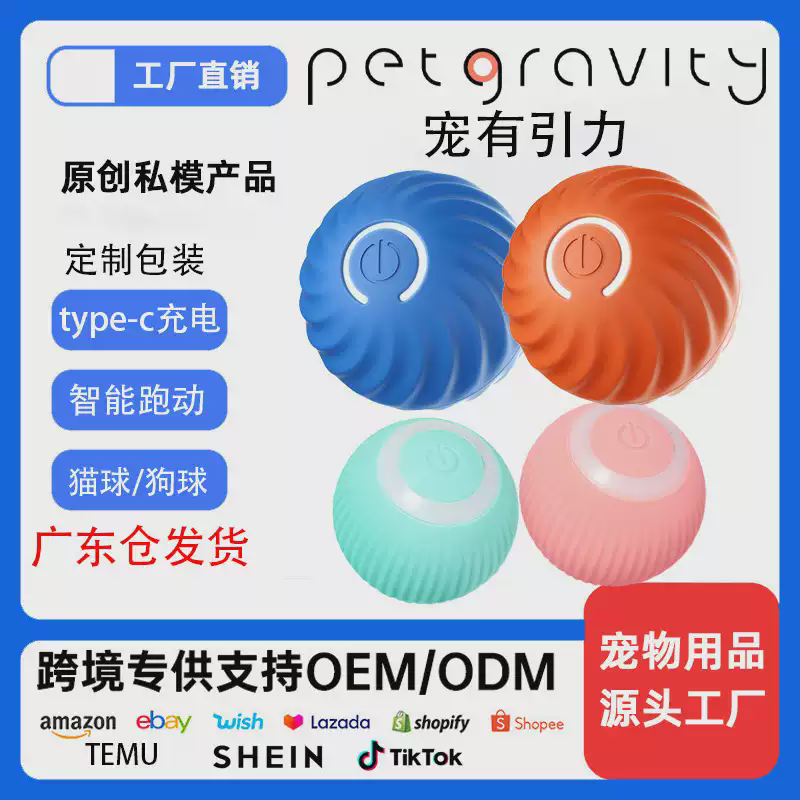 工厂直销
petgravity
宠有引力
原创私模产品
定制包装
type-c充电
智能跑动
猫球/狗球
广东仓发货
跨境专供支持OEM/ODM
宠物用品
源头工厂
amazon ebay wish Lazada shopify Shopee
TEMU SHEIN TikTok